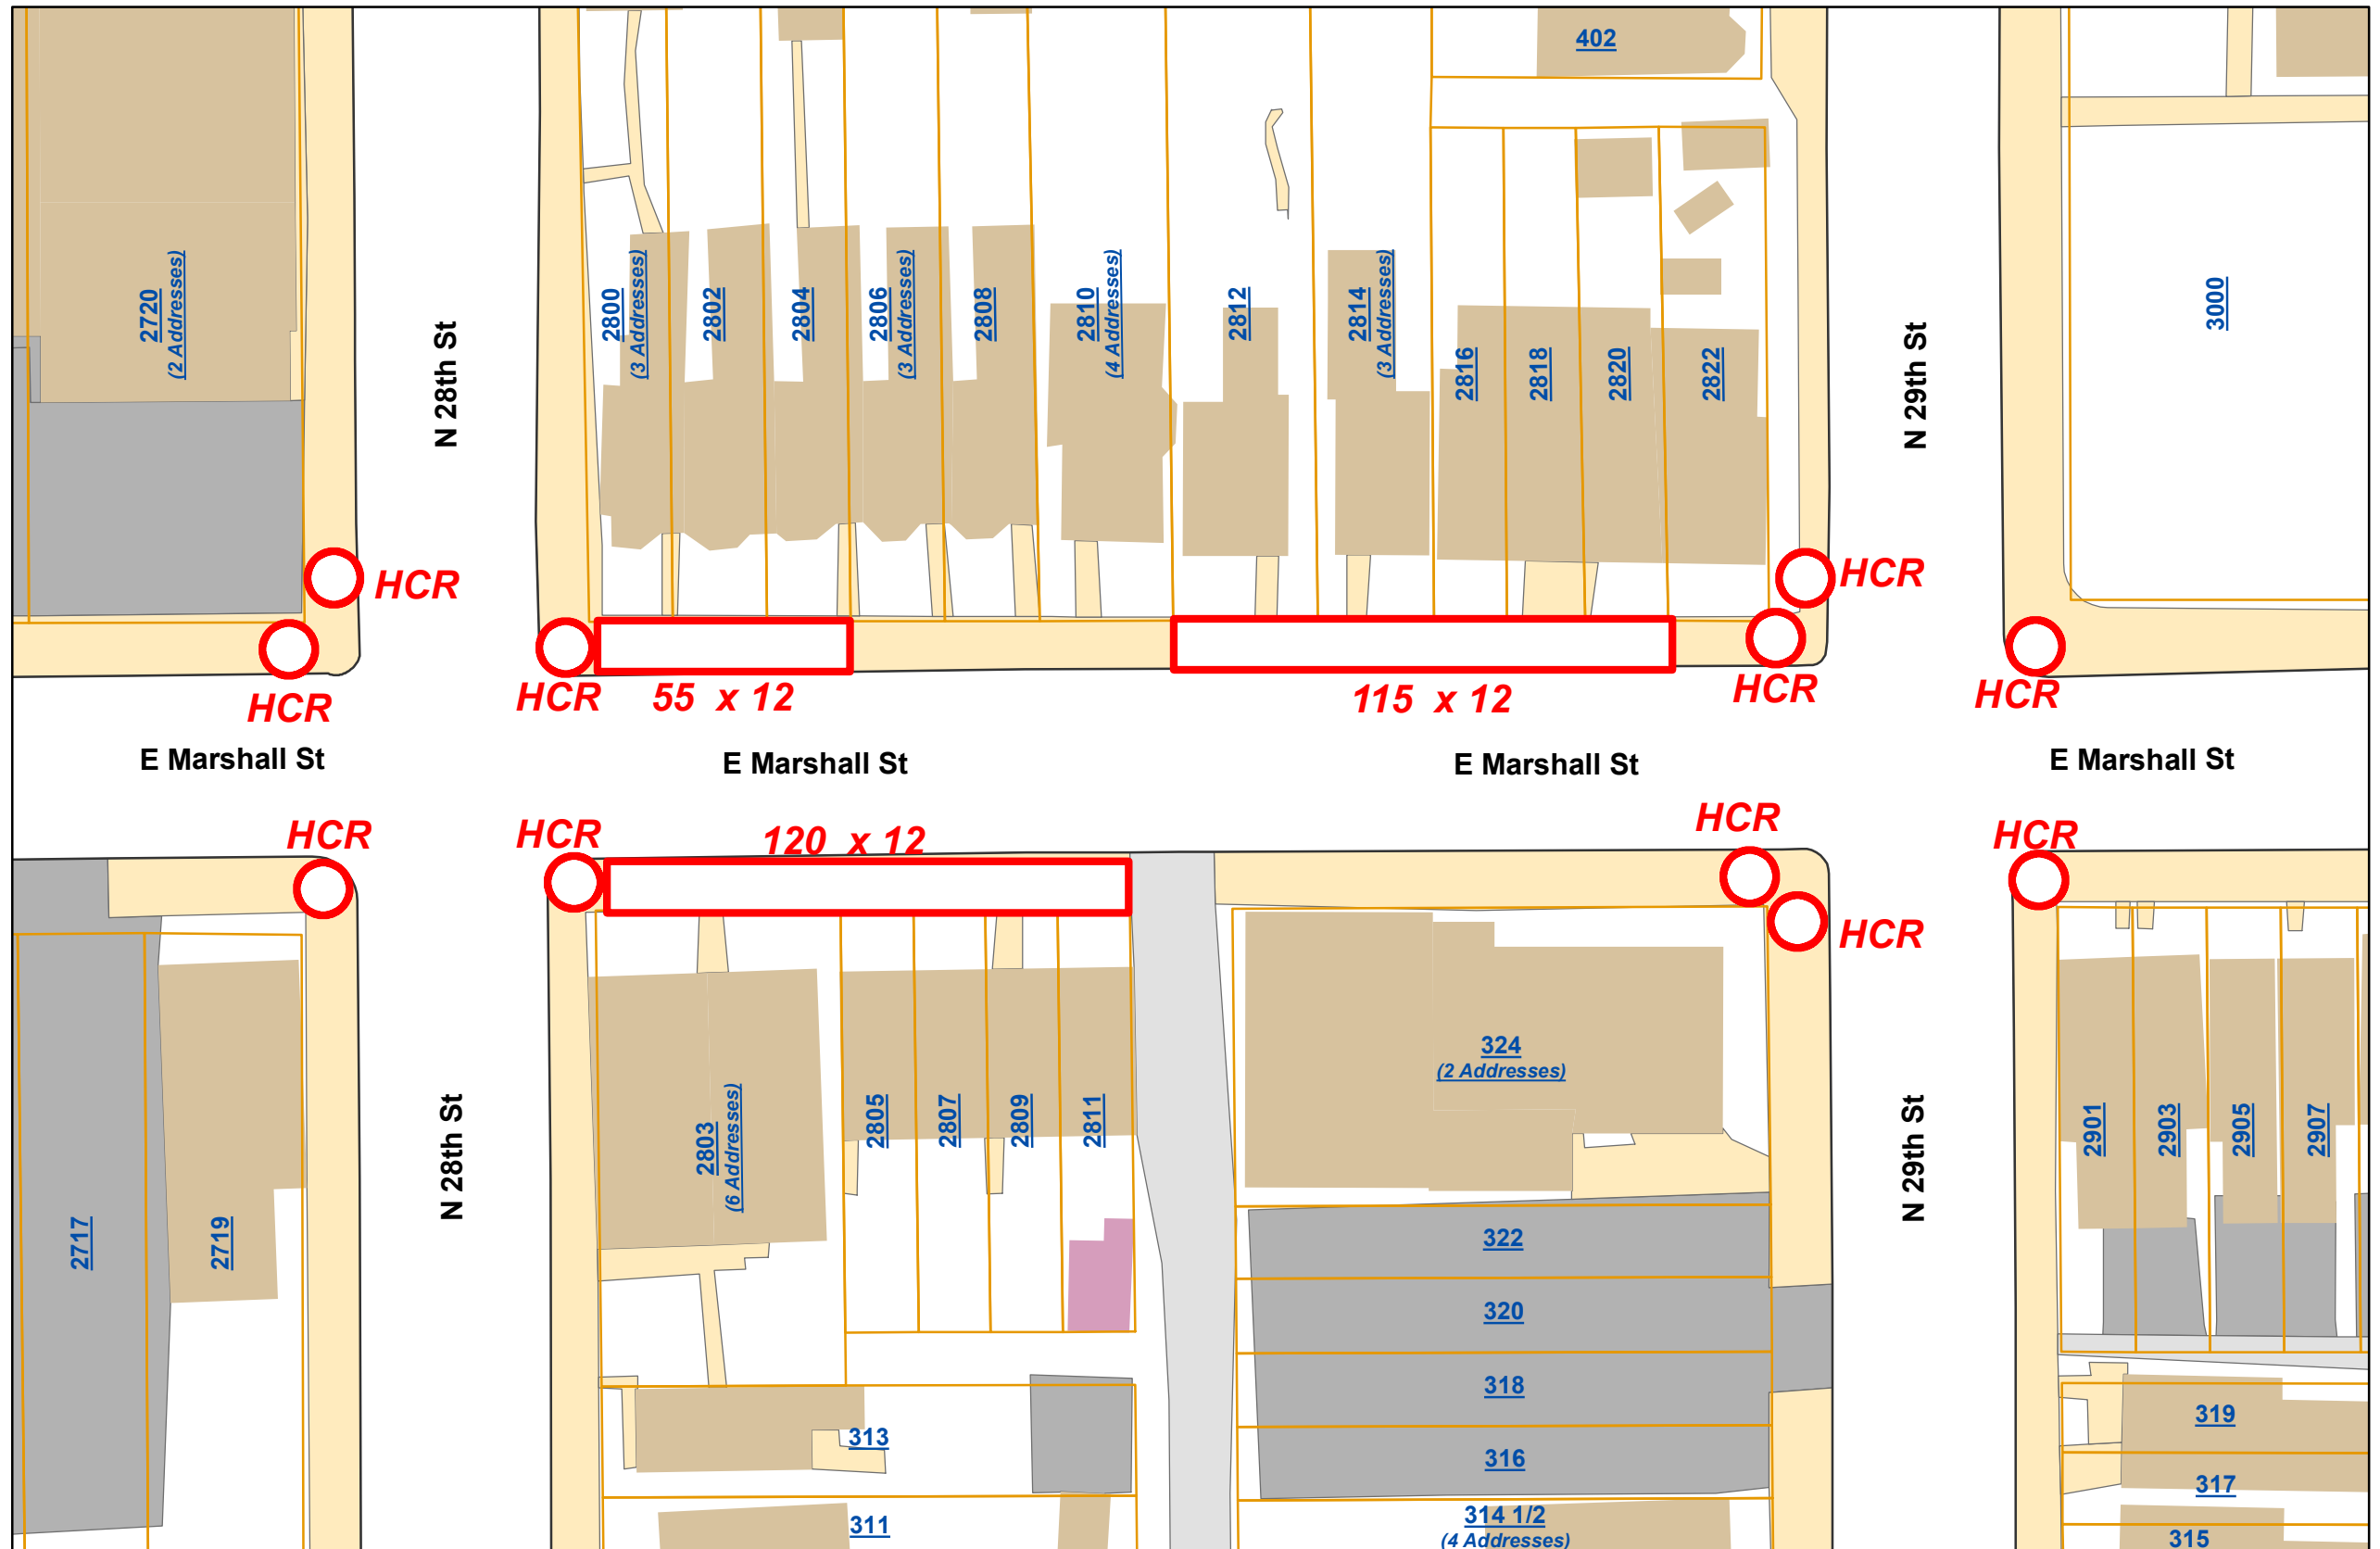 402
2720
(2 Addresses)
N 28th St
2800
(3 Addresses)
2802
2804
2806
(3 Addresses)
2808
2810
(4 Addresses)
2812
2814
(3 Addresses)
2816
2818
2820
2822
N 29th St
3000
HCR
HCR
HCR
55 x 12
115 x 12
HCR
HCR
HCR
E Marshall St
E Marshall St
E Marshall St
E Marshall St
HCR
HCR
120 x 12
HCR
HCR
HCR
2717
2719
N 28th St
2803
(6 Addresses)
2805
2807
2809
2811
324
(2 Addresses)
322
320
318
316
314 1/2
(4 Addresses)
313
311
N 29th St
2901
2903
2905
2907
319
317
315